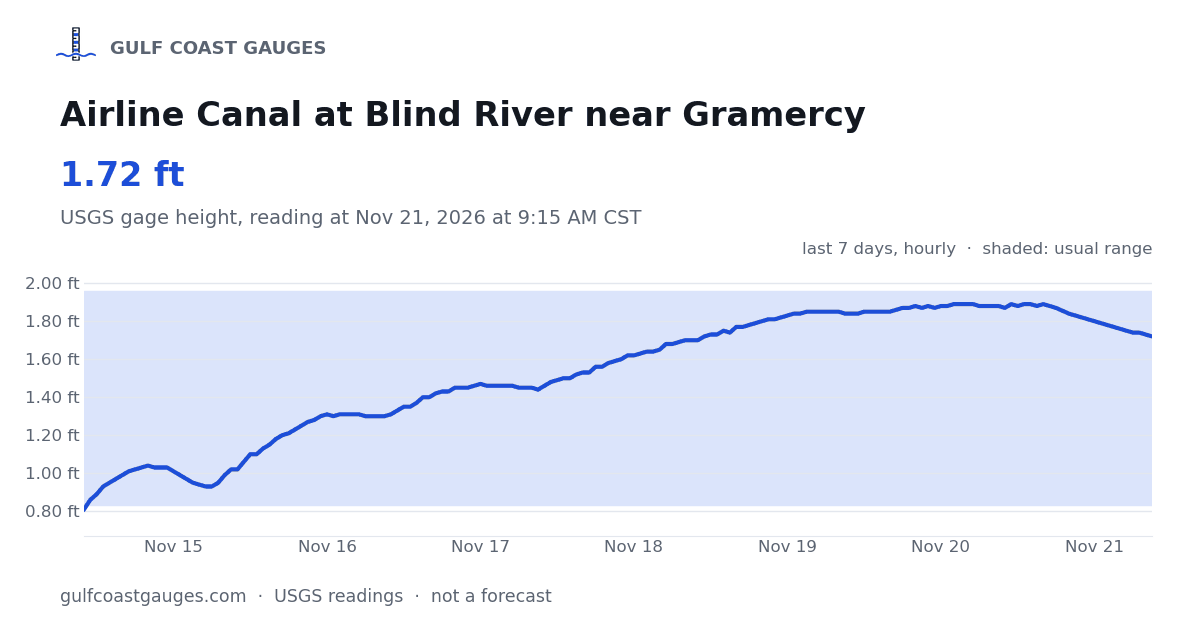 GULF COAST GAUGES
Airline Canal at Blind River near Gramercy
1.72 ft
USGS gage height, reading at Nov 21, 2026 at 9:15 AM CST
last 7 days, hourly · shaded: usual range
2.00 ft
1.80 ft
1.60 ft
1.40 ft
1.20 ft
1.00 ft
0.80 ft
Nov 15 Nov 16 Nov 17 Nov 18 Nov 19 Nov 20 Nov 21
gulfcoastgauges.com · USGS readings · not a forecast